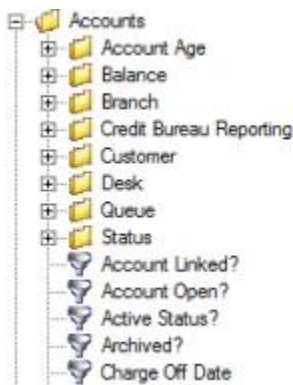 Accounts
Account Age
Balance
Branch
Credit Bureau Reporting
Customer
Desk
Queue
Status
Account Linked?
Account Open?
Active Status?
Archived?
Charge Off Date